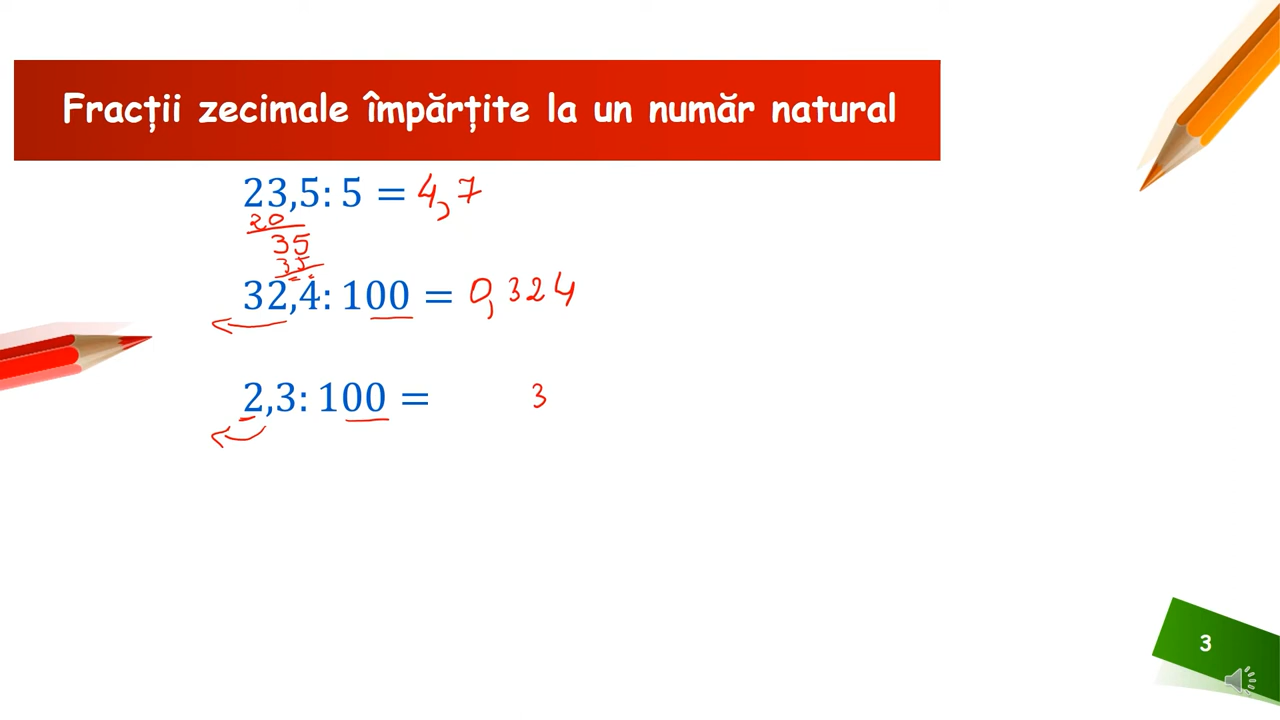 Fracții zecimale împărțite la un număr natural
23,5: 5 = 4,7
20
35
35
32,4: 100 = 0,324
2,3: 100 = 3
3